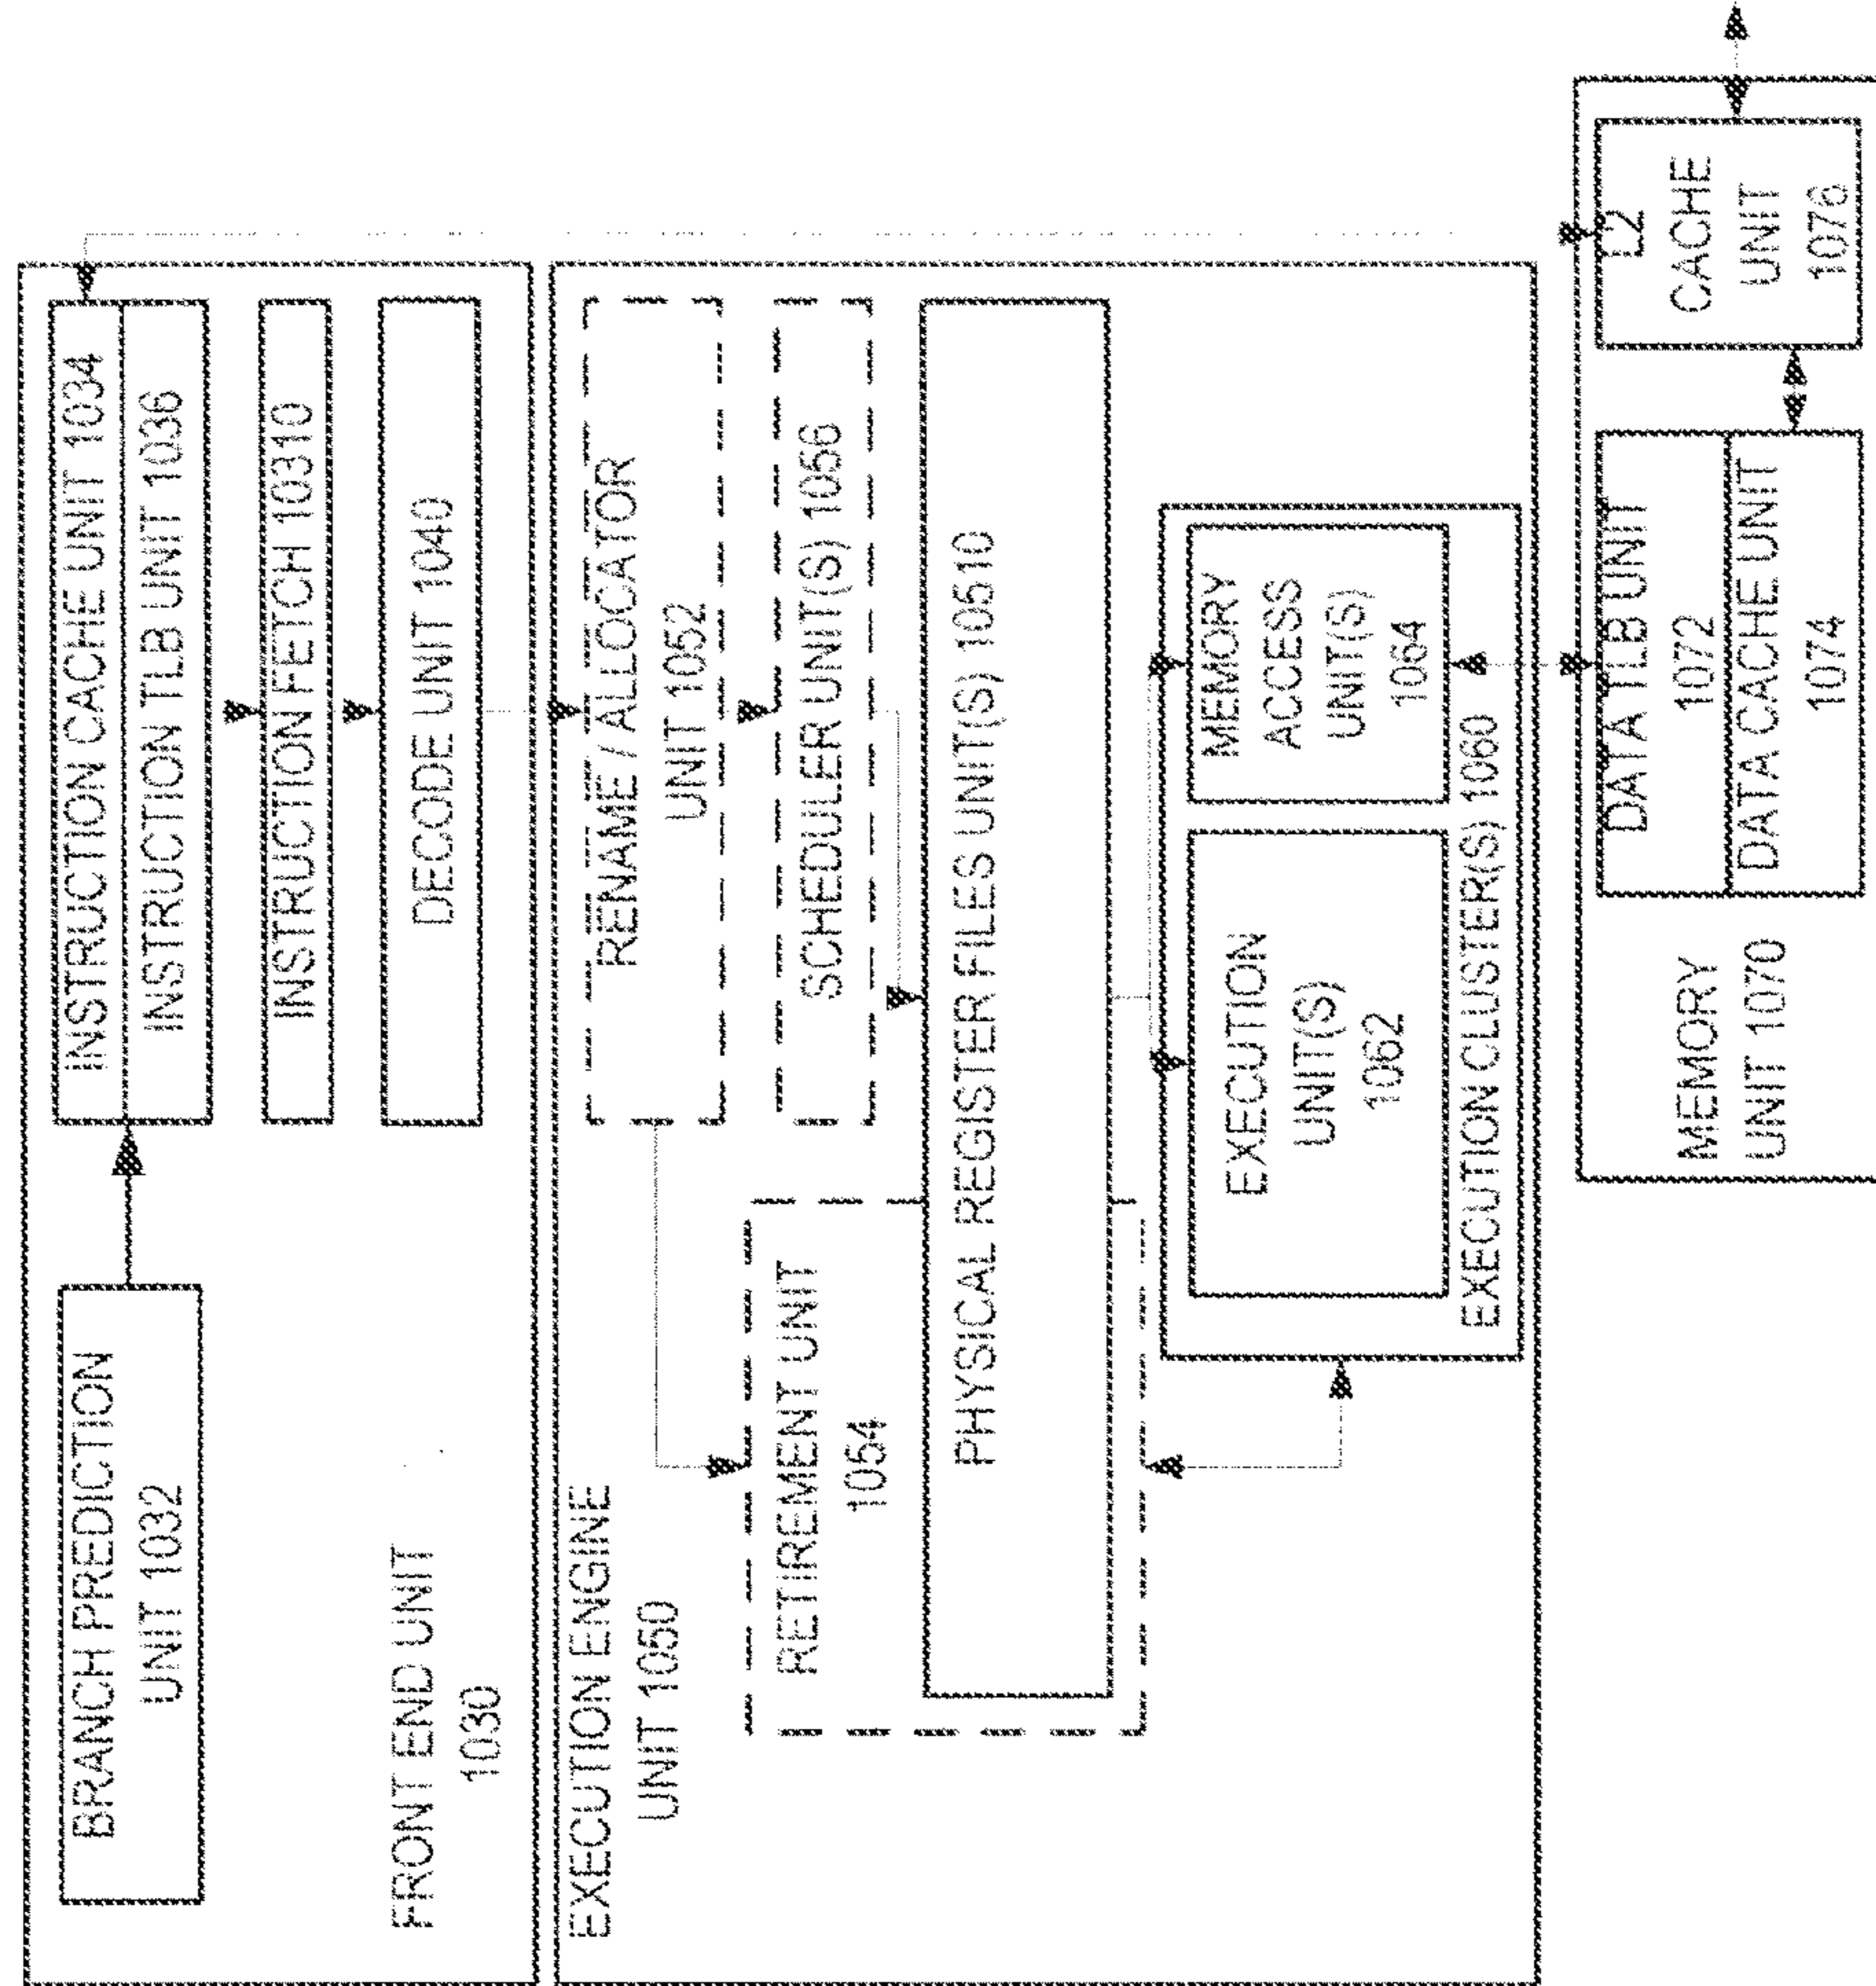 BRANCH PREDICTION
UNIT 1032
INSTRUCTION CACHE UNIT 1034
INSTRUCTION TLB UNIT 1036
INSTRUCTION FETCH 10310
DECODE UNIT 1040
FRONT END UNIT
1030
EXECUTION ENGINE
UNIT 1050
RENAME / ALLOCATOR
UNIT 1052
SCHEDULER UNIT(S) 1056
RETIREMENT UNIT
1054
PHYSICAL REGISTER FILES UNIT(S) 10510
EXECUTION
UNIT(S)
1062
MEMORY
ACCESS
UNIT(S)
1064
EXECUTION CLUSTER(S) 1060
MEMORY
UNIT 1070
DATA TLB UNIT
1072
DATA CACHE UNIT
1074
L2
CACHE
UNIT
1076